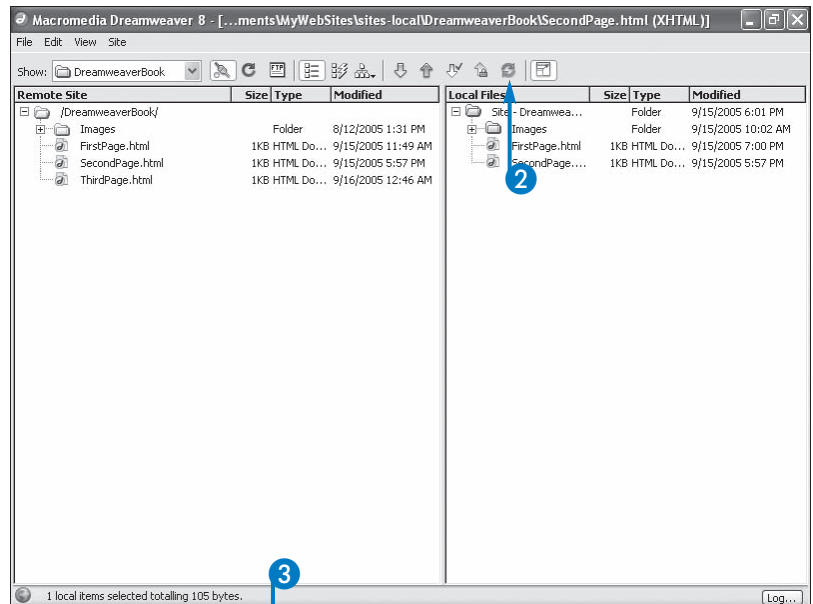 Macromedia Dreamweaver 8 - [...ments\MyWebSites\sites-local\DreamweaverBook\SecondPage.html (XHTML)]
File Edit View Site
Show: DreamweaverBook FTP
Remote Site Size Type Modified Local Files Size Type Modified
/DreamweaverBook/ Site - Dreamwea... Folder 9/15/2005 6:01 PM
Images Folder 8/12/2005 1:31 PM Images Folder 9/15/2005 10:02 AM
FirstPage.html 1KB HTML Do... 9/15/2005 11:49 AM FirstPage.html 1KB HTML Do... 9/15/2005 7:00 PM
SecondPage.html 1KB HTML Do... 9/15/2005 5:57 PM SecondPage.... 1KB HTML Do... 9/15/2005 5:57 PM
ThirdPage.html 1KB HTML Do... 9/16/2005 12:46 AM
2
3
1 local items selected totalling 105 bytes. Log...